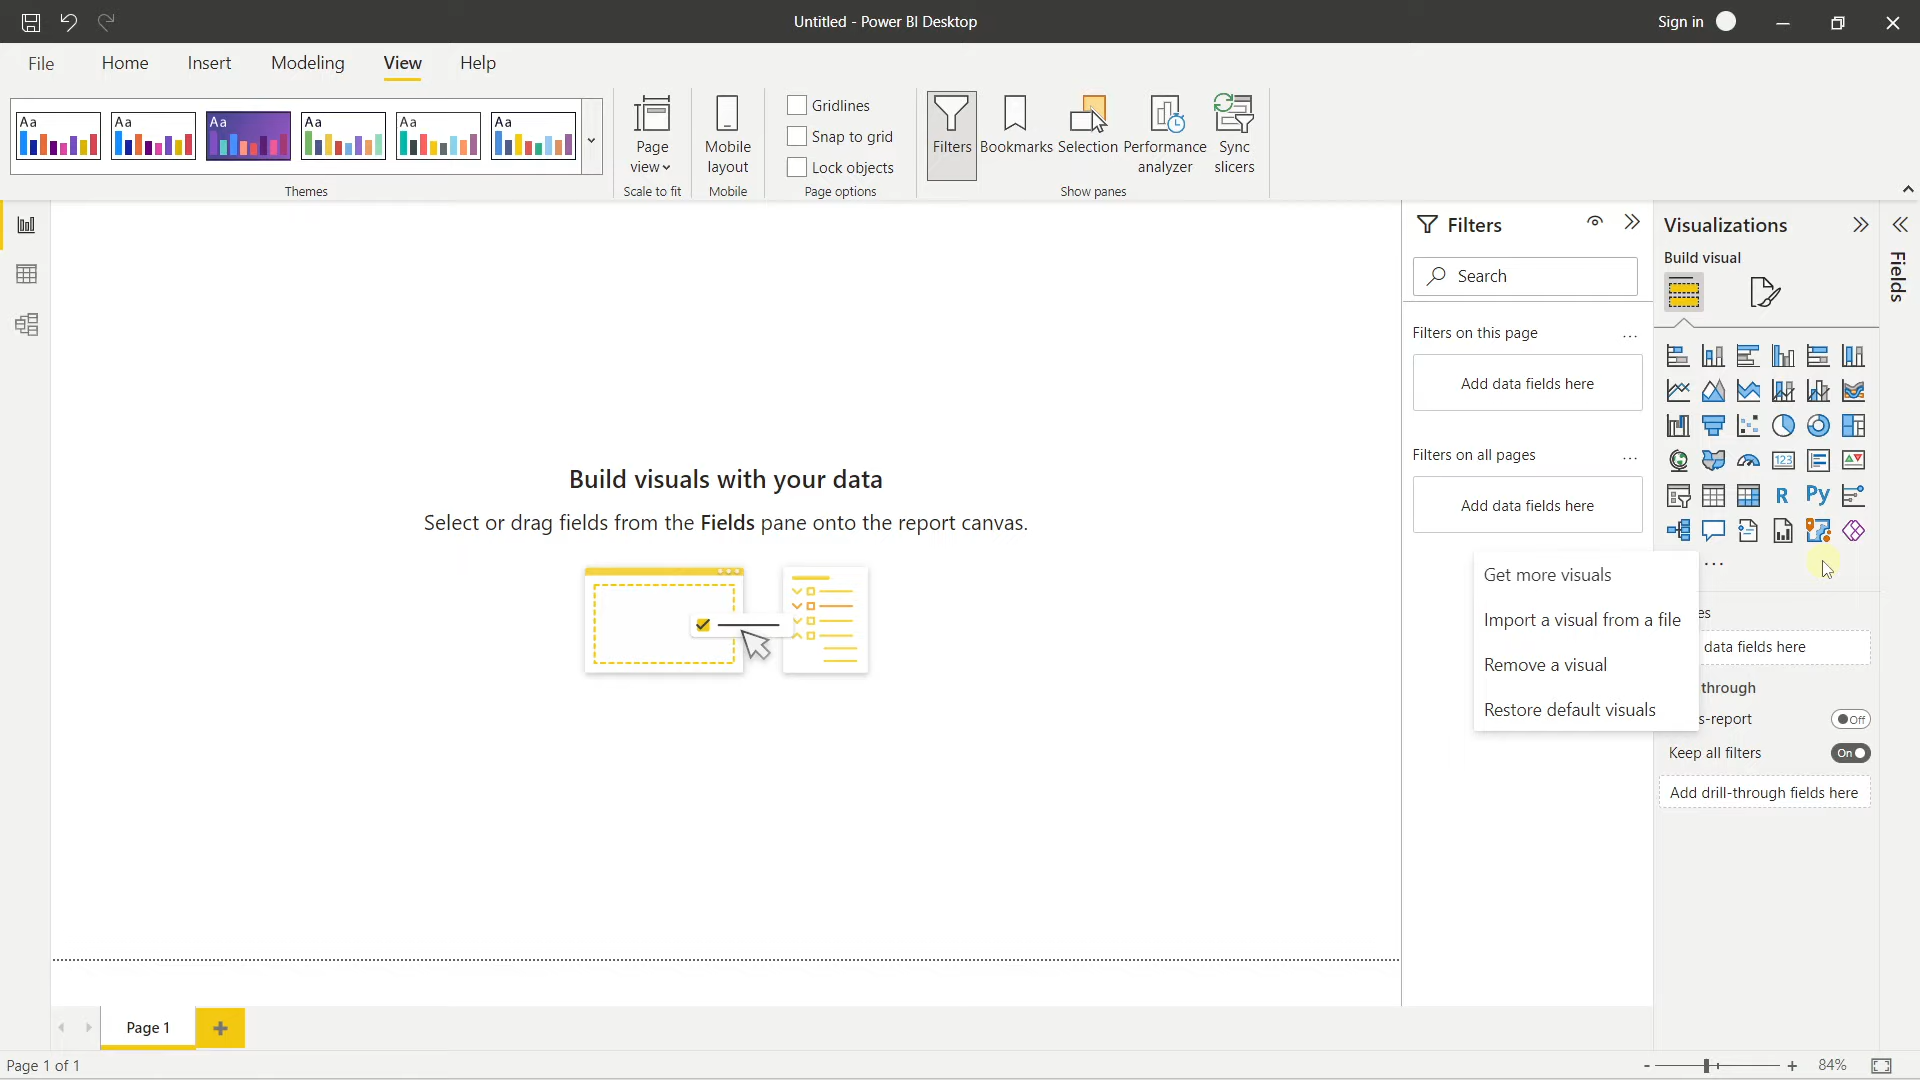 Untitled - Power BI Desktop
Sign in
File Home Insert Modeling View Help
Aa Aa Aa Aa Aa Aa
Themes
Page view
Scale to fit
Mobile layout
Mobile
Gridlines
Snap to grid
Lock objects
Page options
Filters
Bookmarks
Selection
Performance analyzer
Sync slicers
Show panes
Build visuals with your data
Select or drag fields from the Fields pane onto the report canvas.
Filters
Search
Filters on this page ...
Add data fields here
Filters on all pages ...
Add data fields here
Visualizations
Build visual
123
R Py
...
Get more visuals
Import a visual from a file
Remove a visual
Restore default visuals
es
data fields here
through
s-report Off
Keep all filters On
Add drill-through fields here
Fields
Page 1 +
Page 1 of 1
- + 84%